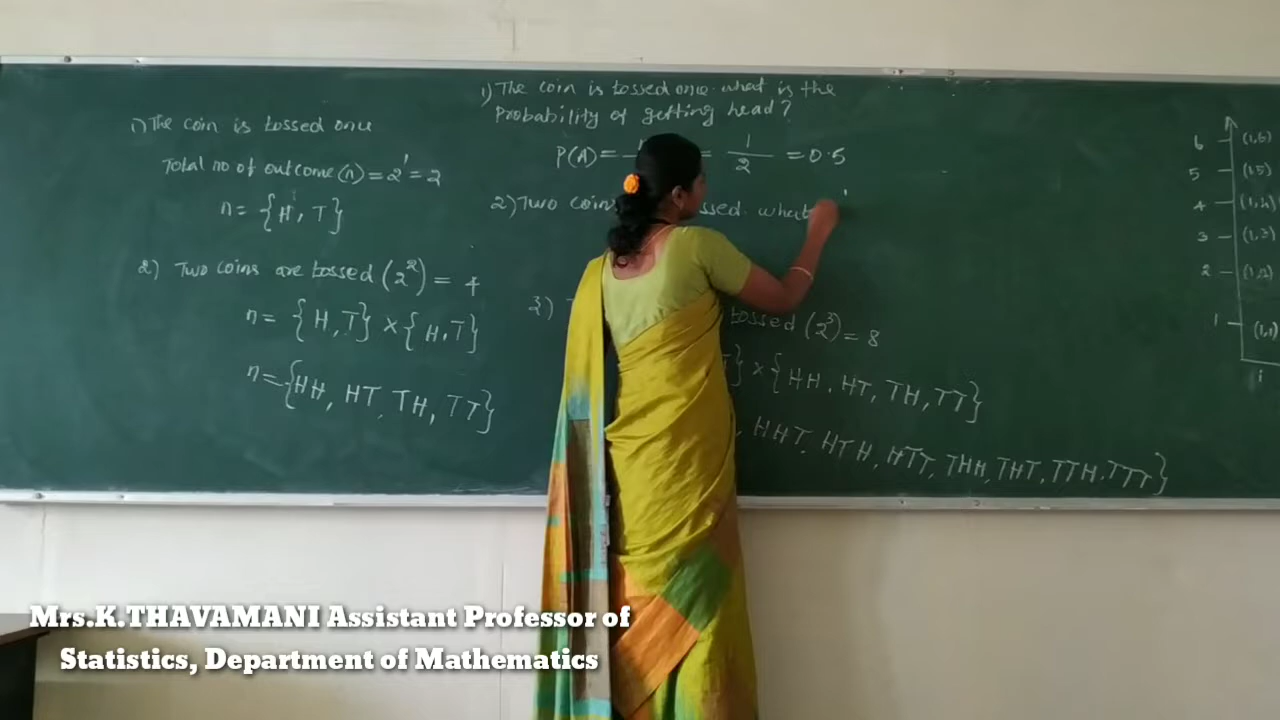 1) The coin is tossed once
Total no of outcome (n) = 2¹ = 2
n = {H, T}
2) Two coins are tossed (2²) = 4
n = {H, T} × {H, T}
n = {HH, HT, TH, TT}
1) The coin is tossed once. what is the
probability of getting head?
P(A) = = 1/2 = 0.5
2) Two coins ssed. what
3) tossed (2³) = 8
} × {HH, HT, TH, TT}
, HHT, HTH, HTT, THH, THT, TTH, TTT}
6 (1,6)
5 (1,5)
4 (1,4)
3 (1,3)
2 (1,2)
1 (1,1)
1
Mrs.K.THAVAMANI Assistant Professor of
Statistics, Department of Mathematics